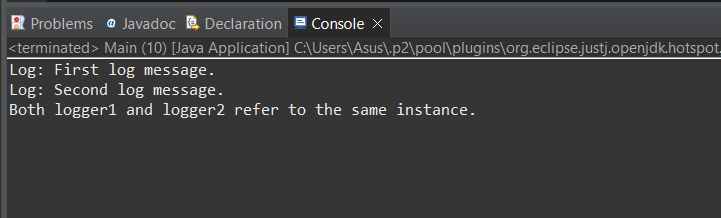 Problems @ Javadoc Declaration Console
<terminated> Main (10) [Java Application] C:\Users\Asus\.p2\pool\plugins\org.eclipse.justj.openjdk.hotspot.
Log: First log message.
Log: Second log message.
Both logger1 and logger2 refer to the same instance.